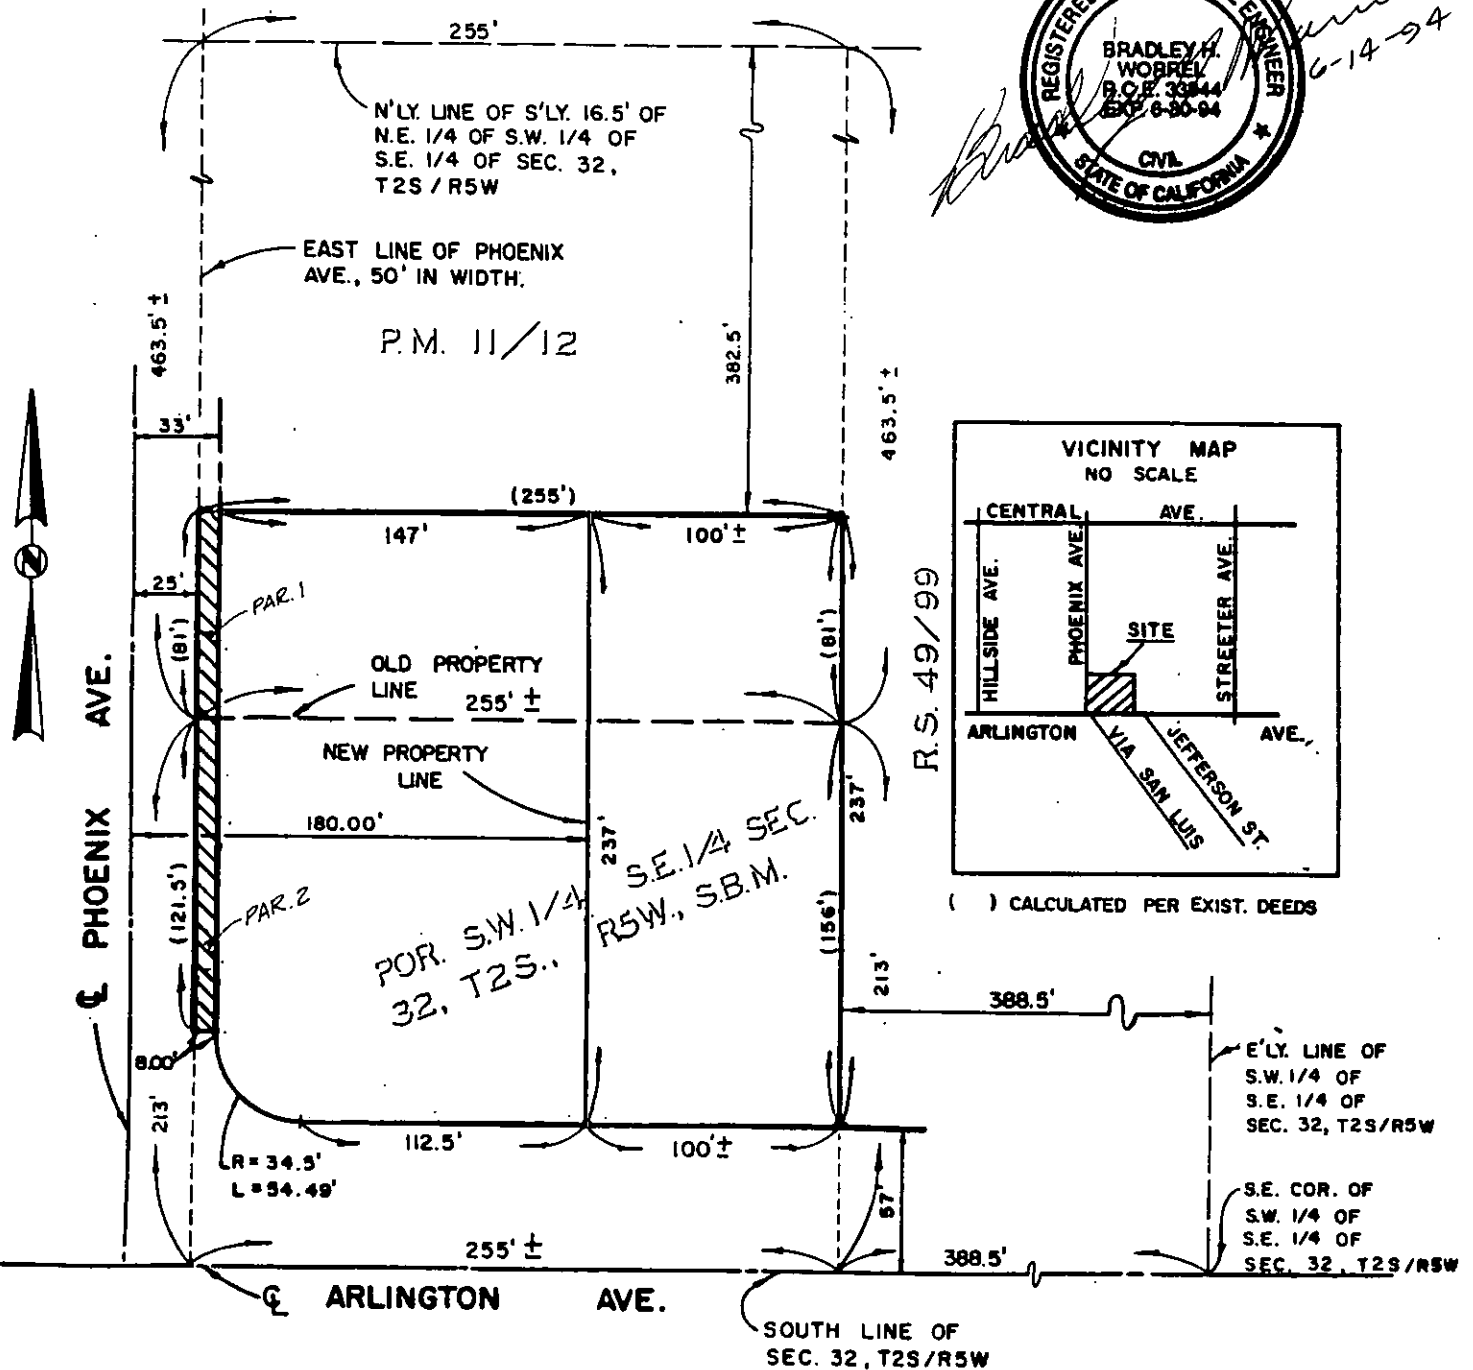 255'
N'LY. LINE OF S'LY. 16.5' OF
N.E. 1/4 OF S.W. 1/4 OF
S.E. 1/4 OF SEC. 32,
T2S / R5W
REGISTERED
ENGINEER
BRADLEY H.
WORREL
R.C.E. 33544
EXP. 6-30-94
CIVIL
STATE OF CALIFORNIA
6-14-94
EAST LINE OF PHOENIX
AVE., 50' IN WIDTH.
P.M. 11/12
463.5' ±
382.5'
463.5' ±
33'
(255')
147'
100' ±
25'
PAR. 1
(81')
(81')
OLD PROPERTY
LINE
255' ±
NEW PROPERTY
LINE
180.00'
237'
237'
POR. S.W. 1/4 S.E. 1/4 SEC.
32, T2S., R5W., S.B.M.
(121.5')
PAR. 2
(156')
213'
℄ PHOENIX AVE.
8.00'
213'
R = 34.5'
L = 54.49'
112.5'
100' ±
57'
255' ±
388.5'
388.5'
℄ ARLINGTON AVE.
SOUTH LINE OF
SEC. 32, T2S/R5W
R.S. 49/99
VICINITY MAP
NO SCALE
CENTRAL AVE.
HILLSIDE AVE.
PHOENIX AVE.
STREETER AVE.
SITE
ARLINGTON AVE.
VIA SAN LUIS
JEFFERSON ST.
( ) CALCULATED PER EXIST. DEEDS
E'LY. LINE OF
S.W. 1/4 OF
S.E. 1/4 OF
SEC. 32, T2S/R5W
S.E. COR. OF
S.W. 1/4 OF
S.E. 1/4 OF
SEC. 32, T2S/R5W
N